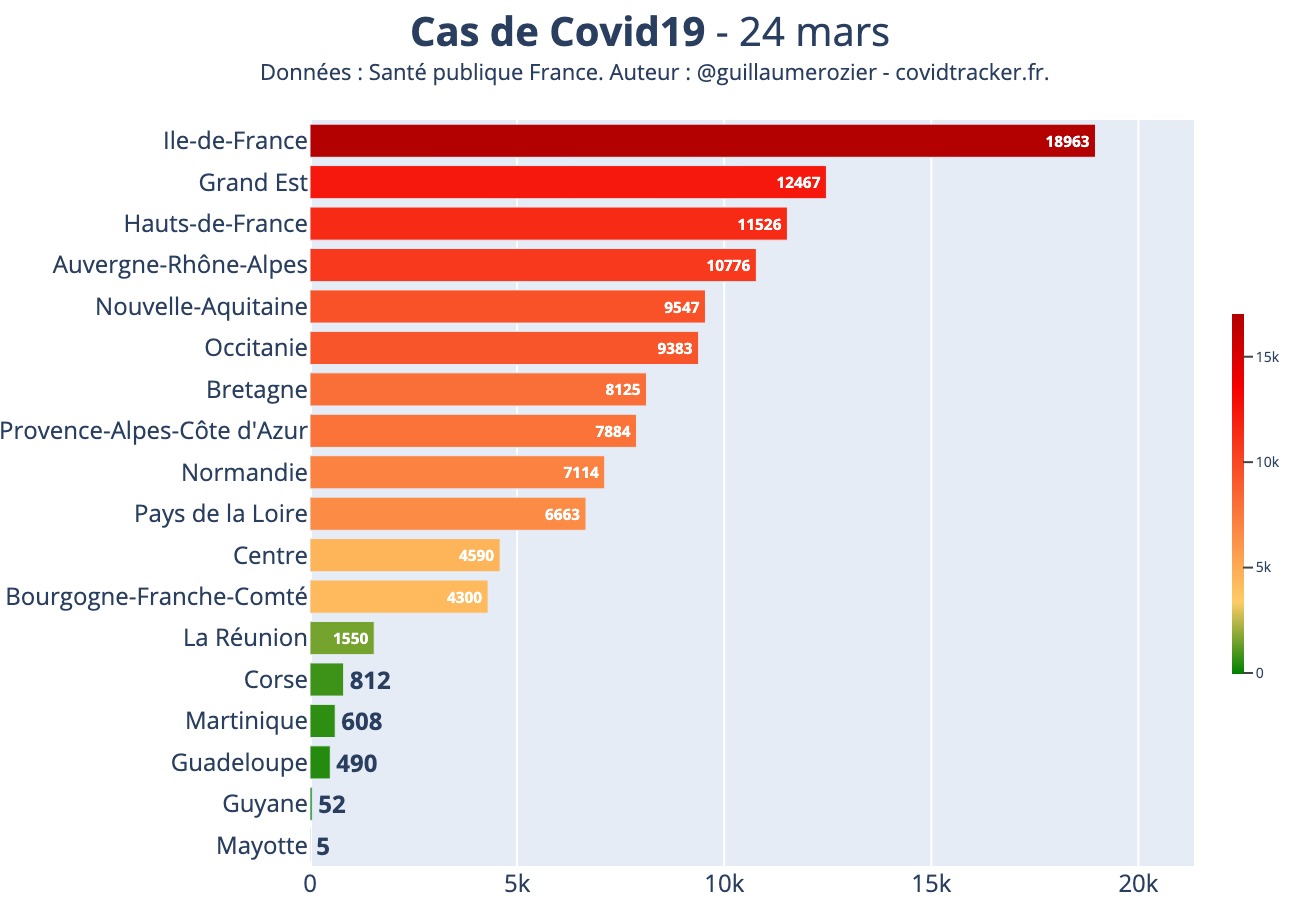 Cas de Covid19 - 24 mars
Données : Santé publique France. Auteur : @guillaumerozier - covidtracker.fr.
Ile-de-France 18963
Grand Est 12467
Hauts-de-France 11526
Auvergne-Rhône-Alpes 10776
Nouvelle-Aquitaine 9547
Occitanie 9383
Bretagne 8125
Provence-Alpes-Côte d'Azur 7884
Normandie 7114
Pays de la Loire 6663
Centre 4590
Bourgogne-Franche-Comté 4300
La Réunion 1550
Corse 812
Martinique 608
Guadeloupe 490
Guyane 52
Mayotte 5
0 5k 10k 15k 20k
15k
10k
5k
0